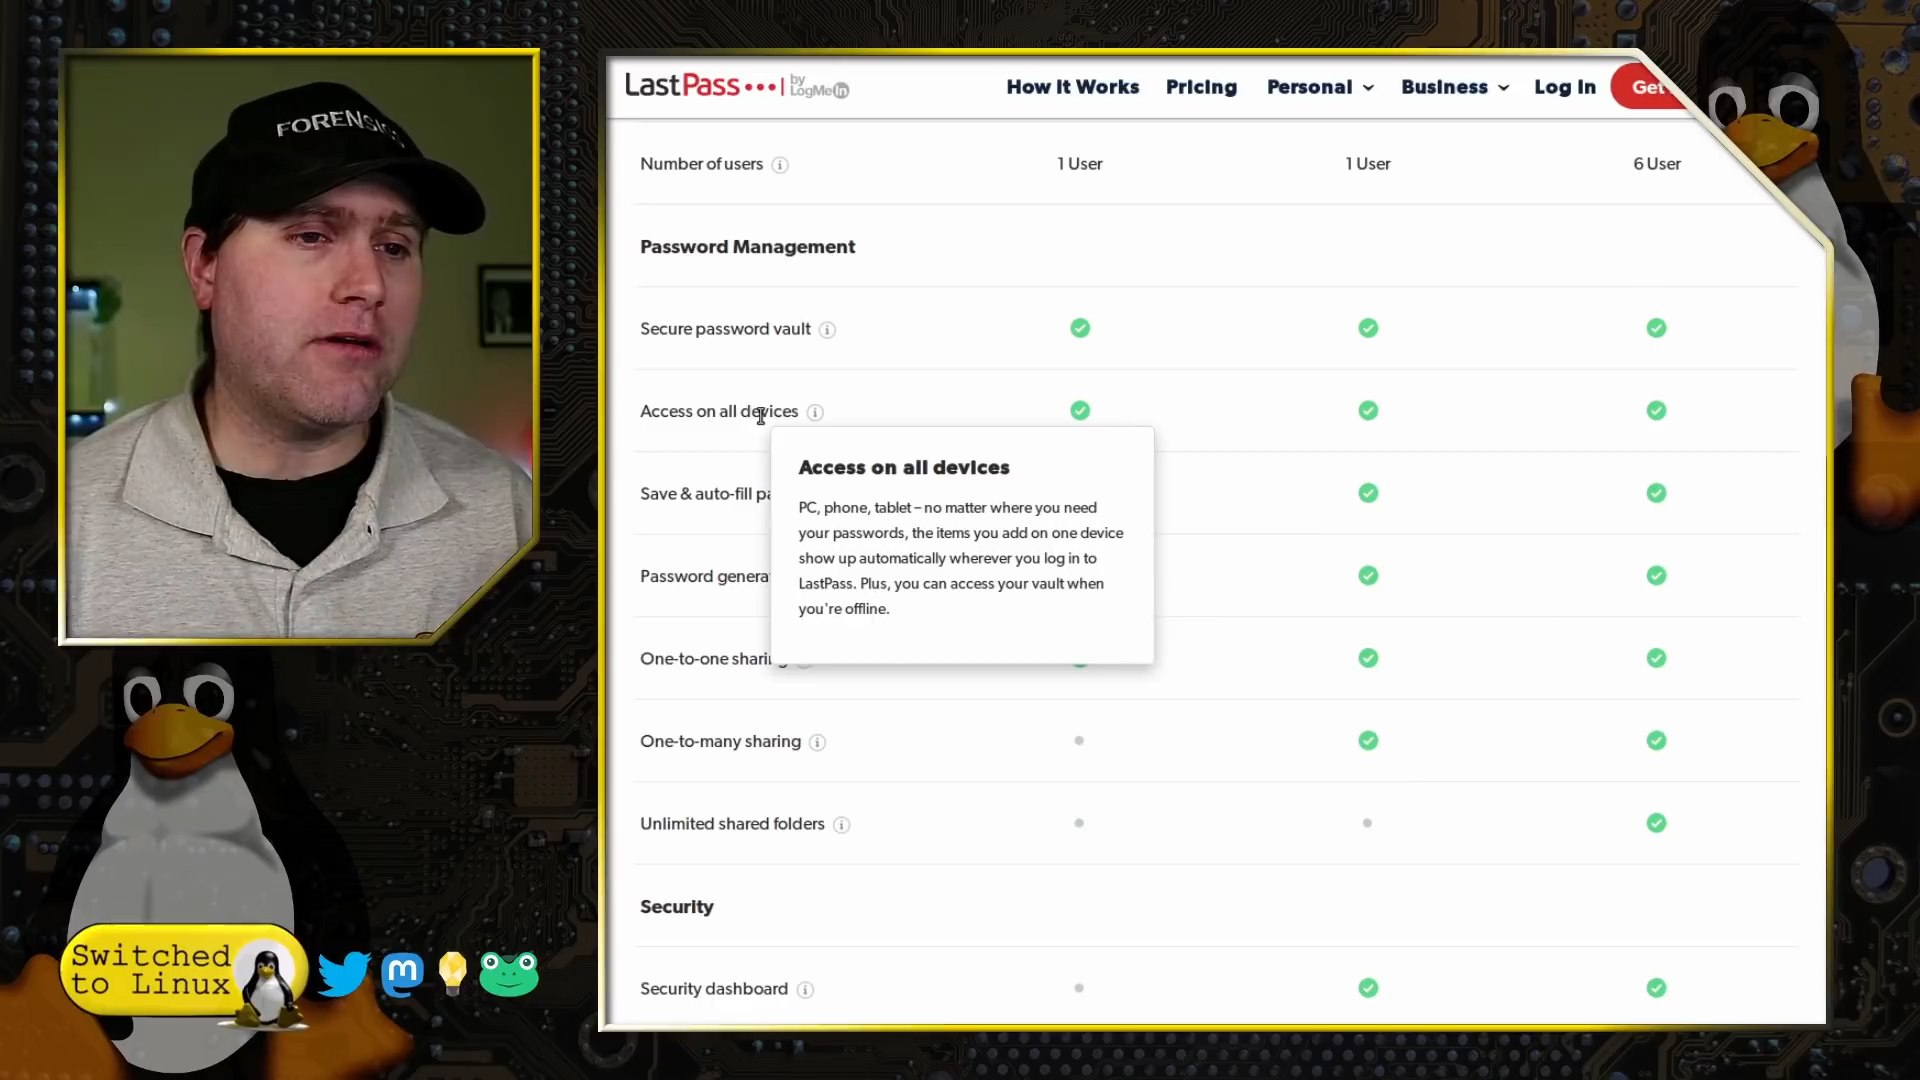 FORENSIC
LastPass by LogMeIn
How It Works Pricing Personal Business Log In Get
Number of users 1 User 1 User 6 User
Password Management
Secure password vault
Access on all devices
Access on all devices
PC, phone, tablet – no matter where you need
your passwords, the items you add on one device
show up automatically wherever you log in to
LastPass. Plus, you can access your vault when
you're offline.
Save & auto-fill pa
Password genera
One-to-one sharing
One-to-many sharing
Unlimited shared folders
Security
Security dashboard
Switched
to Linux